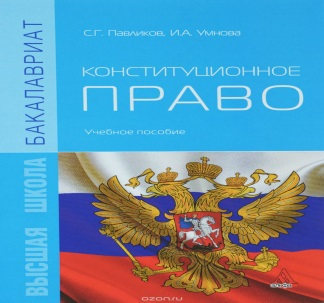 С.Г. Павликов, И.А. Умнова
КОНСТИТУЦИОННОЕ
ПРАВО
Учебное пособие
ВЫСШАЯ ШКОЛА
БАКАЛАВРИАТ
ozon.ru